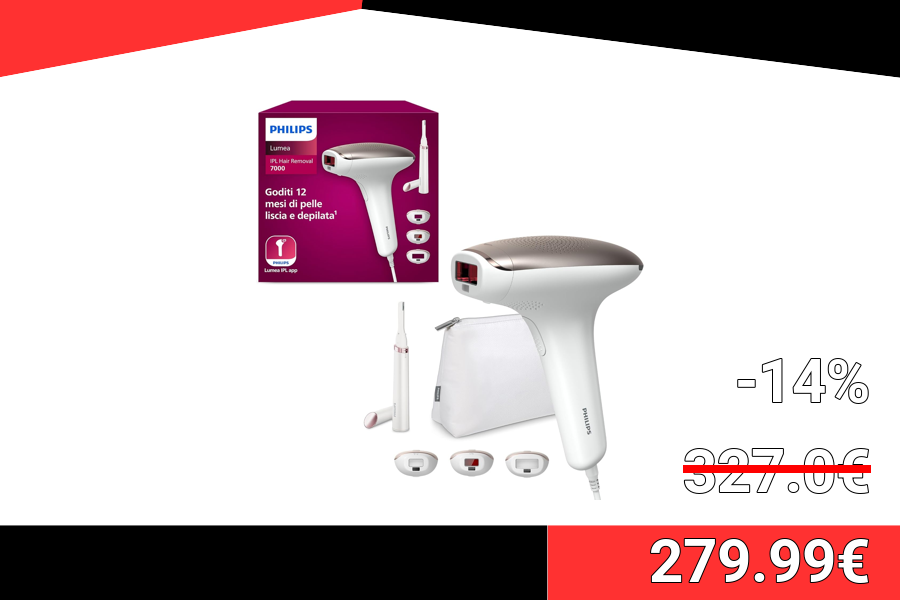 PHILIPS
Lumea
IPL Hair Removal
7000
Goditi 12
mesi di pelle
liscia e depilata¹
PHILIPS
Lumea IPL app
PHILIPS
PHILIPS
-14%
327.0€
279.99€